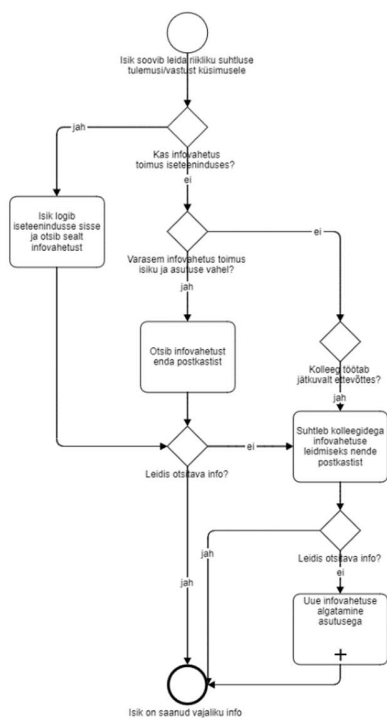 Isik soovib leida riikliku suhtluse
tulemusi/vastust küsimusele
jah
Kas infovahetus
toimus iseteeninduses?
ei
Isik logib
iseteenindusse sisse
ja otsib sealt
infovahetust
Varasem infovahetus toimus
isiku ja asutuse vahel?
ei
jah
Otsib infovahetust
enda postkastist
Kolleeg töötab
jätkuvalt ettevõttes?
jah
Suhtleb kolleegidega
infovahetuse
leidmiseks nende
postkastist
ei
Leidis otsitava info?
jah
Leidis otsitava info?
ei
jah
Uue infovahetuse
algatamine
asutusega
Isik on saanud vajaliku info